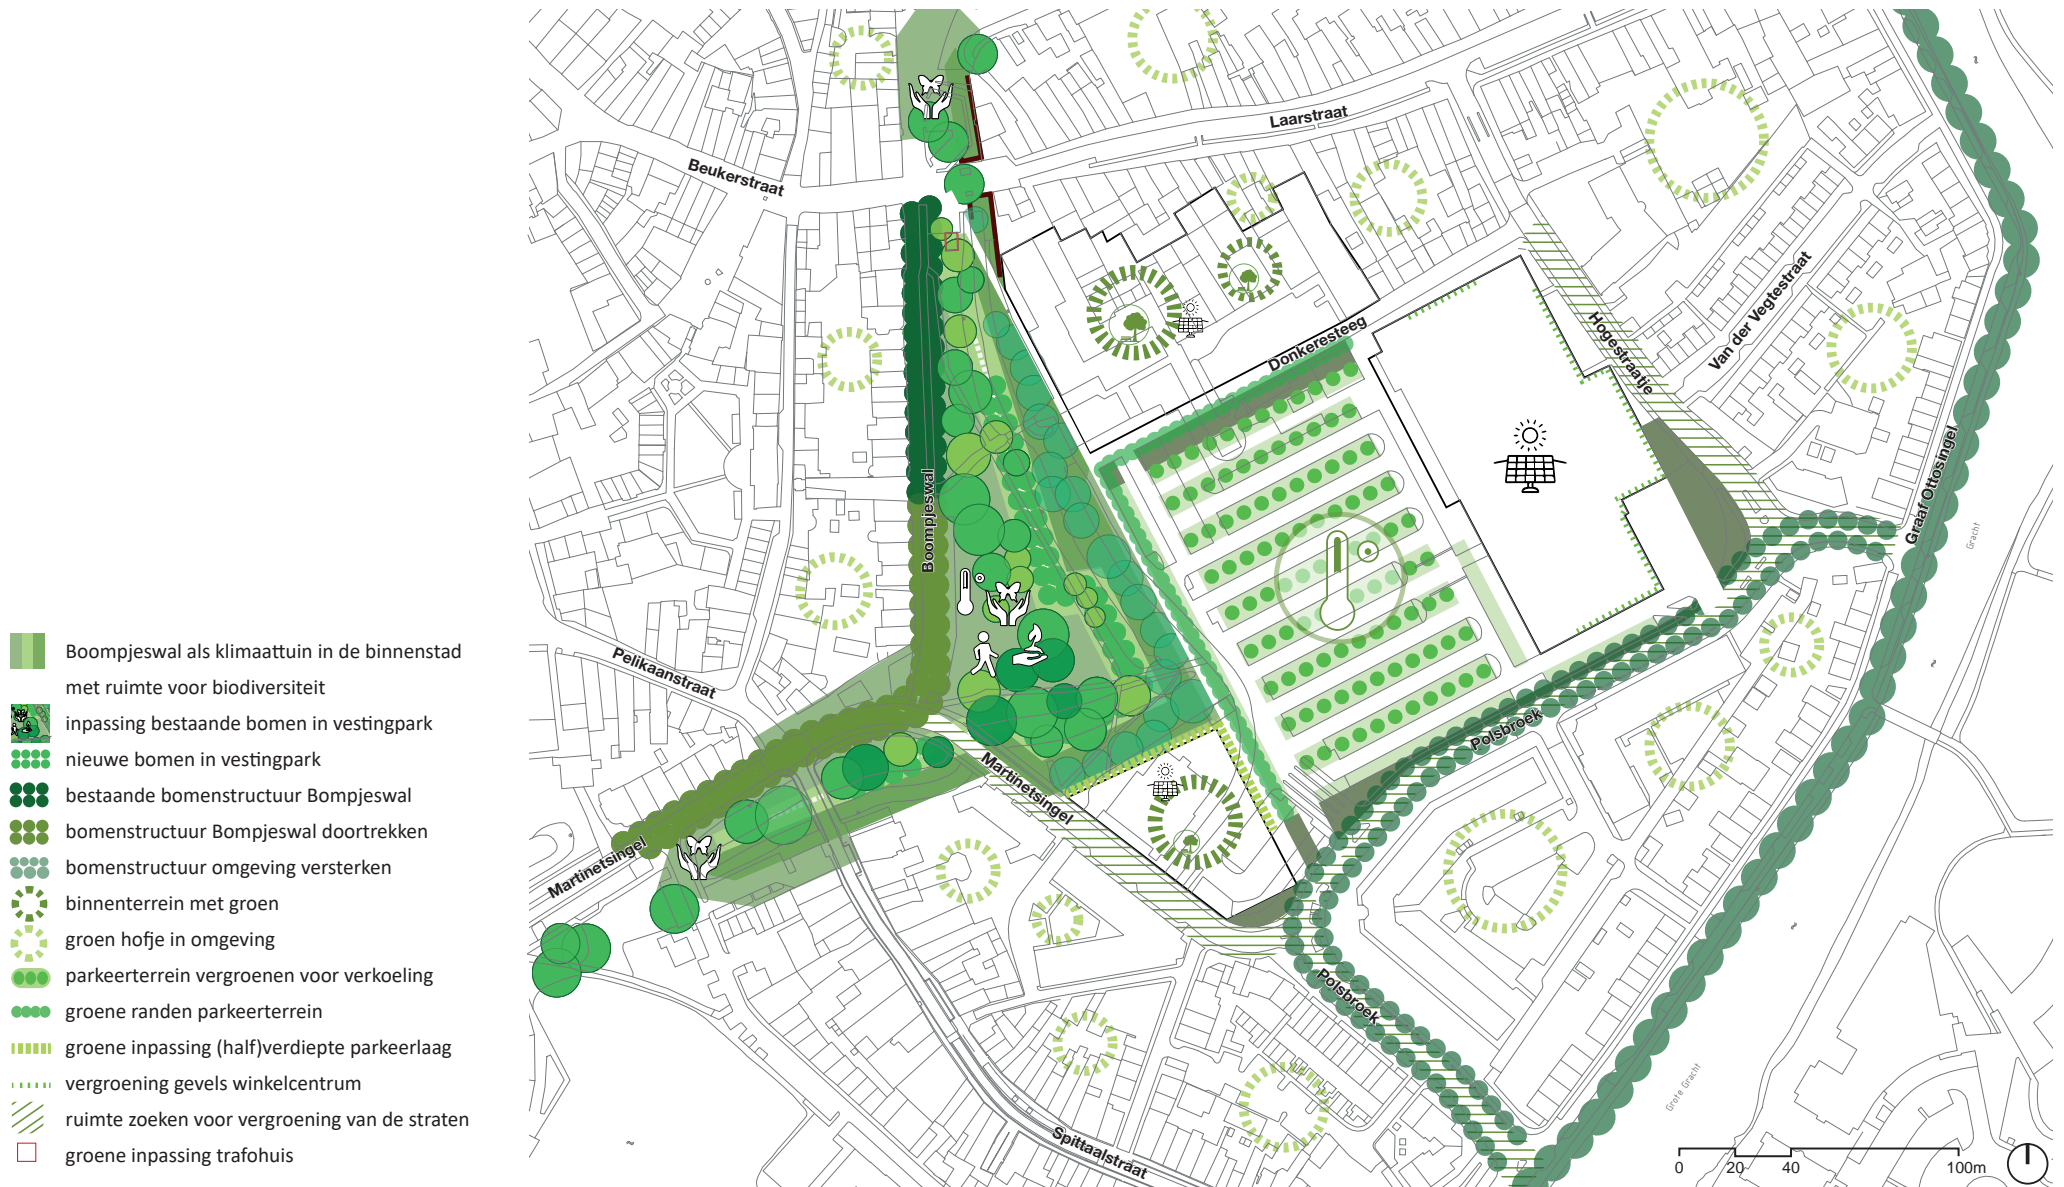 Boompjeswal als klimaattuin in de binnenstad
met ruimte voor biodiversiteit
inpassing bestaande bomen in vestingpark
nieuwe bomen in vestingpark
bestaande bomenstructuur Bompjeswal
bomenstructuur Bompjeswal doortrekken
bomenstructuur omgeving versterken
binnenterrein met groen
groen hofje in omgeving
parkeerterrein vergroenen voor verkoeling
groene randen parkeerterrein
groene inpassing (half)verdiepte parkeerlaag
vergroening gevels winkelcentrum
ruimte zoeken voor vergroening van de straten
groene inpassing trafohuis
Laarstraat
Beukerstraat
Donkeresteeg
Hogestraatje
Van der Vegtestraat
Graaf Ottosingel
Gracht
Boompjeswal
Pelikaanstraat
Martinetsingel
Martinetsingel
Polsbroek
Polsbroek
Spittaalstraat
Grote Gracht
0 20 40 100m